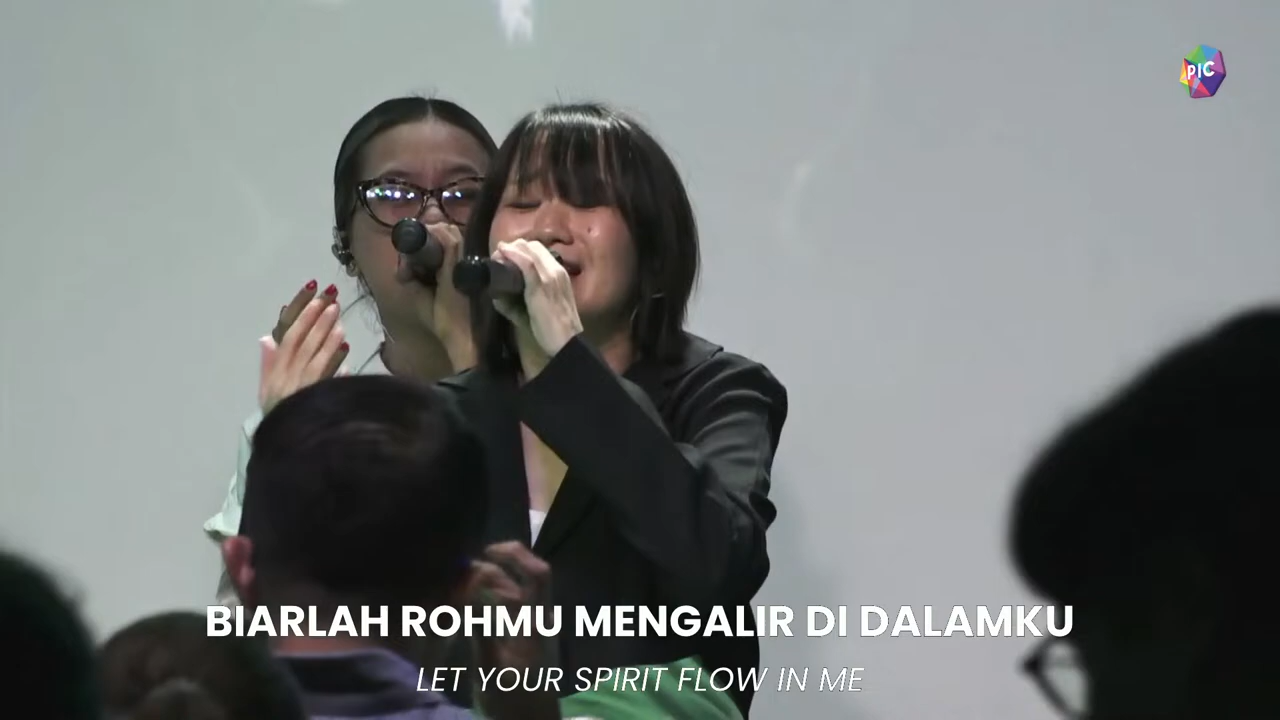 PIC
BIARLAH ROHMU MENGALIR DI DALAMKU
LET YOUR SPIRIT FLOW IN ME